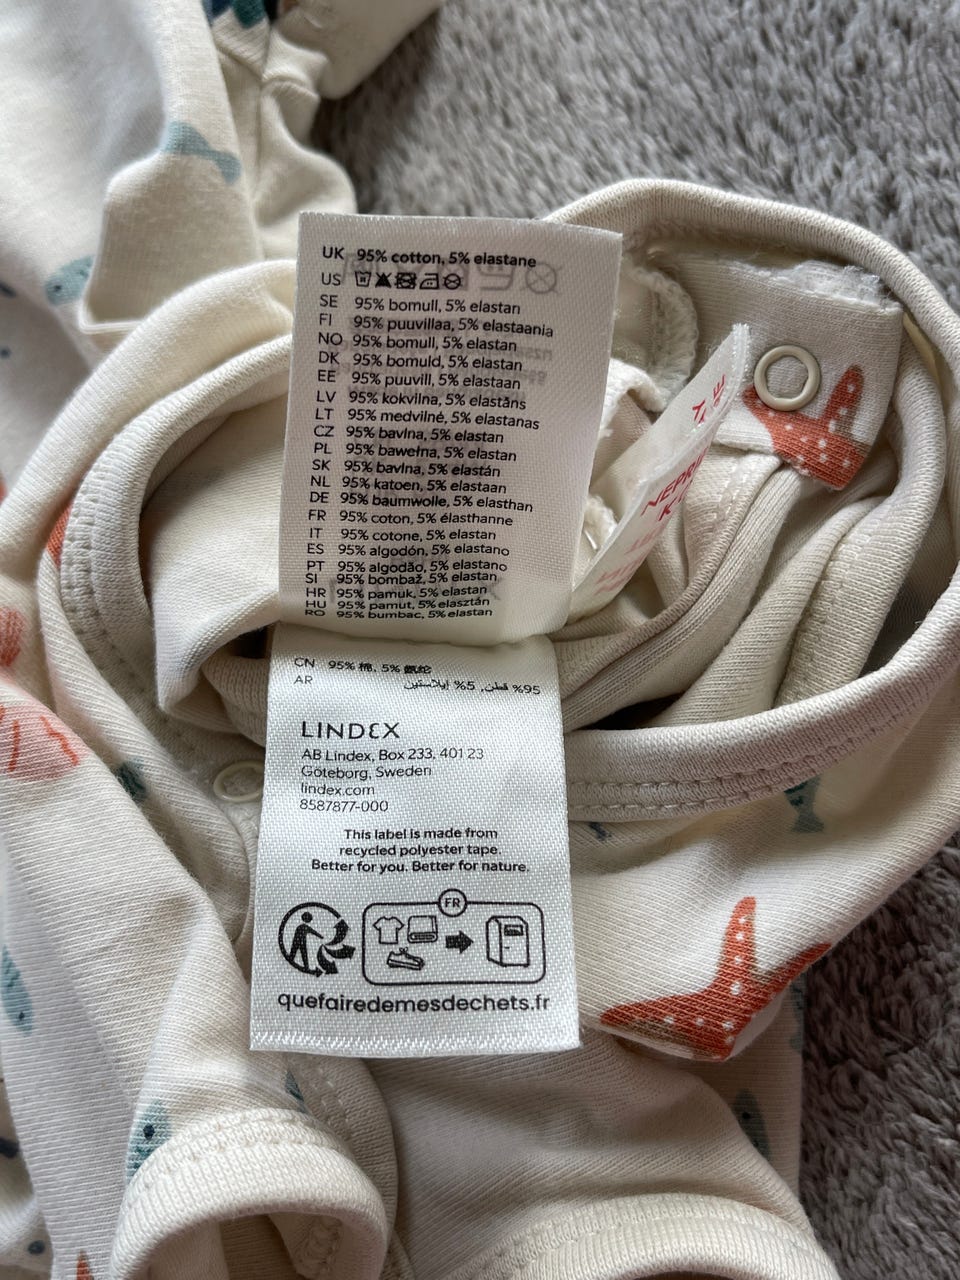 UK 95% cotton, 5% elastane
US
SE 95% bomull, 5% elastan
FI 95% puuvillaa, 5% elastaania
NO 95% bomull, 5% elastan
DK 95% bomuld, 5% elastan
EE 95% puuvill, 5% elastaan
LV 95% kokvilna, 5% elastāns
LT 95% medvilnė, 5% elastanas
CZ 95% bavlna, 5% elastan
PL 95% bawełna, 5% elastan
SK 95% bavlna, 5% elastán
NL 95% katoen, 5% elastaan
DE 95% baumwolle, 5% elasthan
FR 95% coton, 5% élasthanne
IT 95% cotone, 5% elastan
ES 95% algodón, 5% elastano
PT 95% algodão, 5% elastano
SI 95% bombaž, 5% elastan
HR 95% pamuk, 5% elastan
HU 95% pamut, 5% elasztán
RO 95% bumbac, 5% elastan
CN 95% 棉, 5% 氨纶
AR 95% قطن, 5% إيلاستين
LINDEX
AB Lindex, Box 233, 401 23
Göteborg, Sweden
lindex.com
8587877-000
This label is made from
recycled polyester tape.
Better for you. Better for nature.
FR
quefairedemesdechets.fr